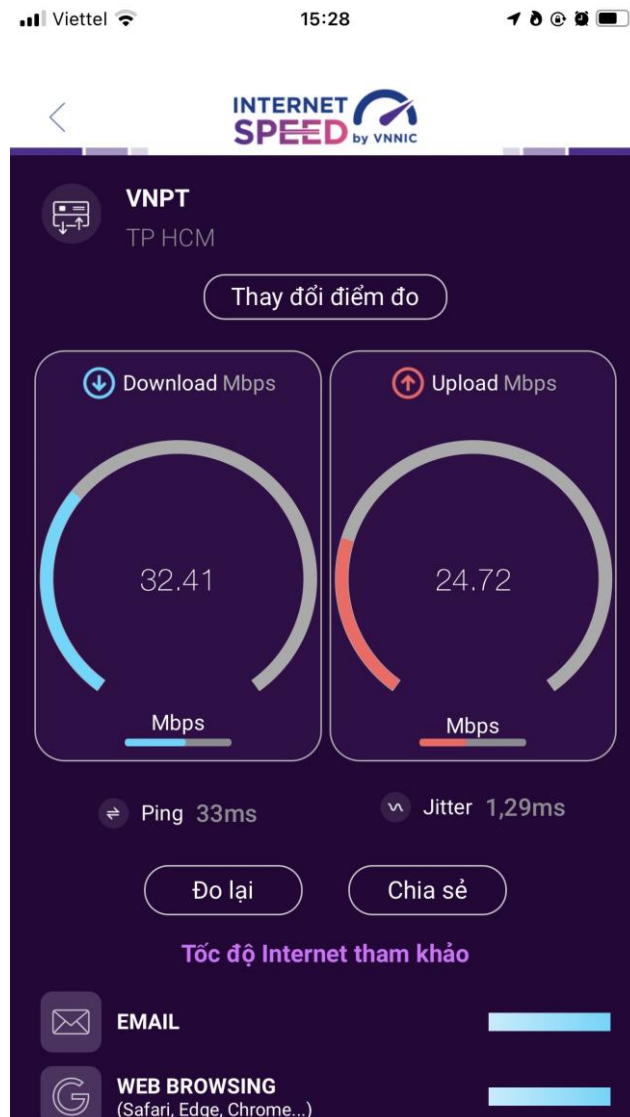 Viettel 15:28
INTERNET
SPEED by VNNIC
VNPT
TP HCM
Thay đổi điểm đo
Download Mbps Upload Mbps
32.41 24.72
Mbps Mbps
Ping 33ms Jitter 1,29ms
Đo lại Chia sẻ
Tốc độ Internet tham khảo
EMAIL
G WEB BROWSING
(Safari, Edge, Chrome...)